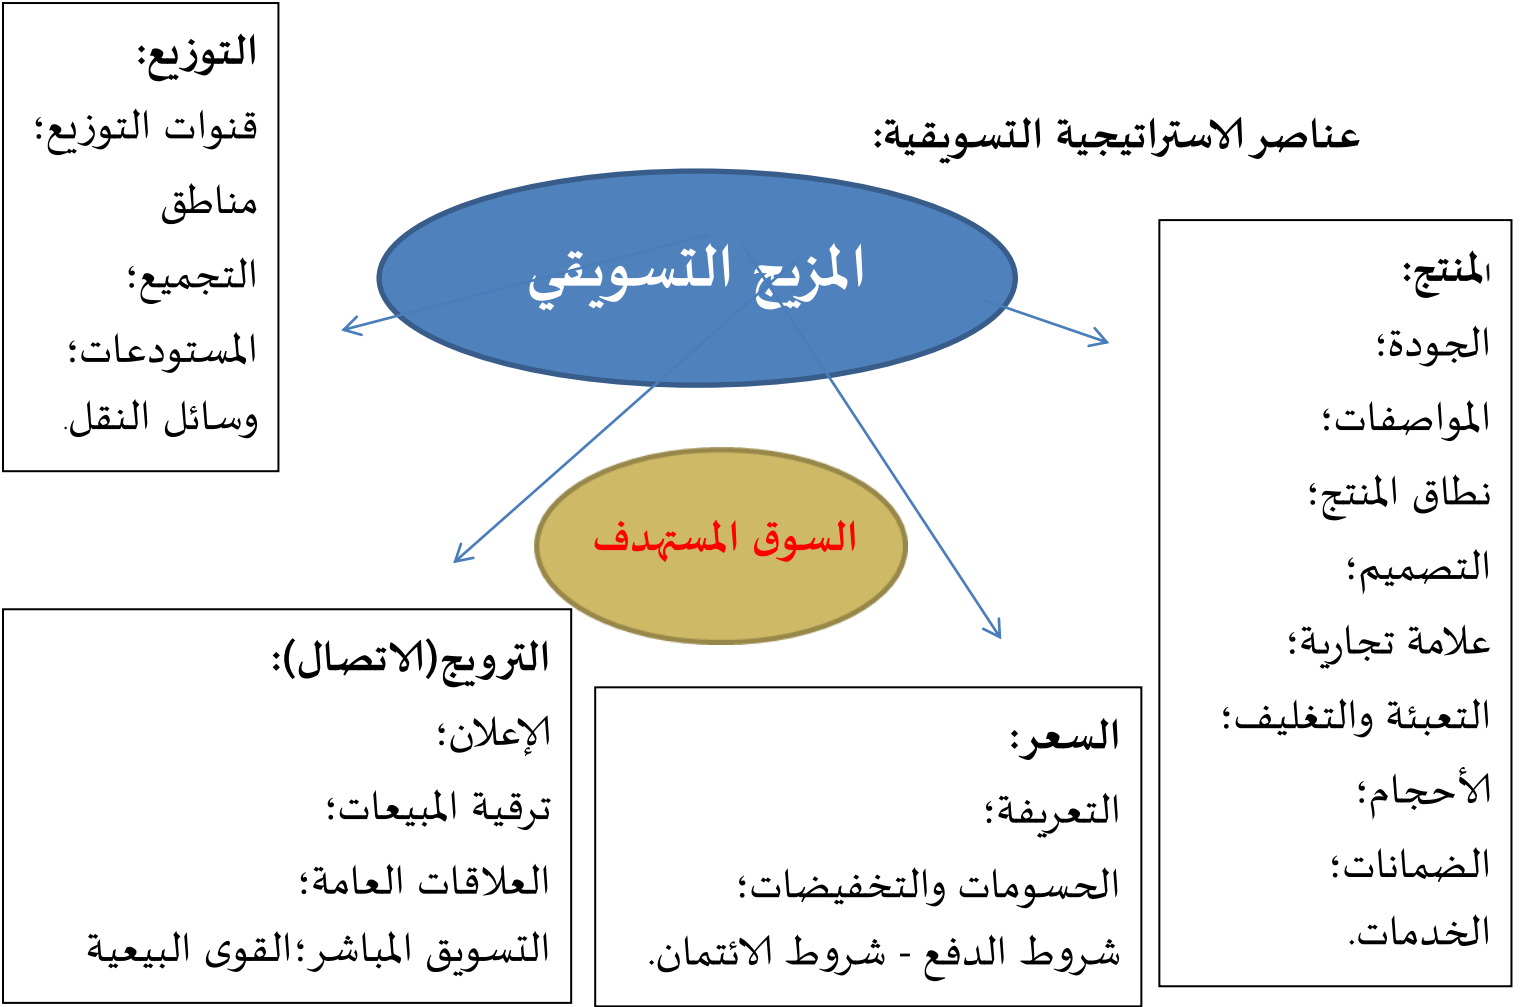 عناصر الاستراتيجية التسويقية:
المزيج التسويقي
السوق المستهدف
المنتج:
الجودة؛
المواصفات؛
نطاق المنتج؛
التصميم؛
علامة تجارية؛
التعبئة والتغليف؛
الأحجام؛
الضمانات؛
الخدمات.
السعر:
التعريفة؛
الحسومات والتخفيضات؛
شروط الدفع - شروط الائتمان.
الترويج(الاتصال):
الإعلان؛
ترقية المبيعات؛
العلاقات العامة؛
التسويق المباشر؛القوى البيعية
التوزيع:
قنوات التوزيع؛
مناطق
التجميع؛
المستودعات؛
وسائل النقل.